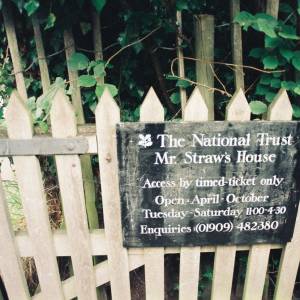 The National Trust
Mr. Straw's House
Access by timed-ticket only
Open-April-October
Tuesday-Saturday 11·00-4·30
Enquiries (01909) 482380